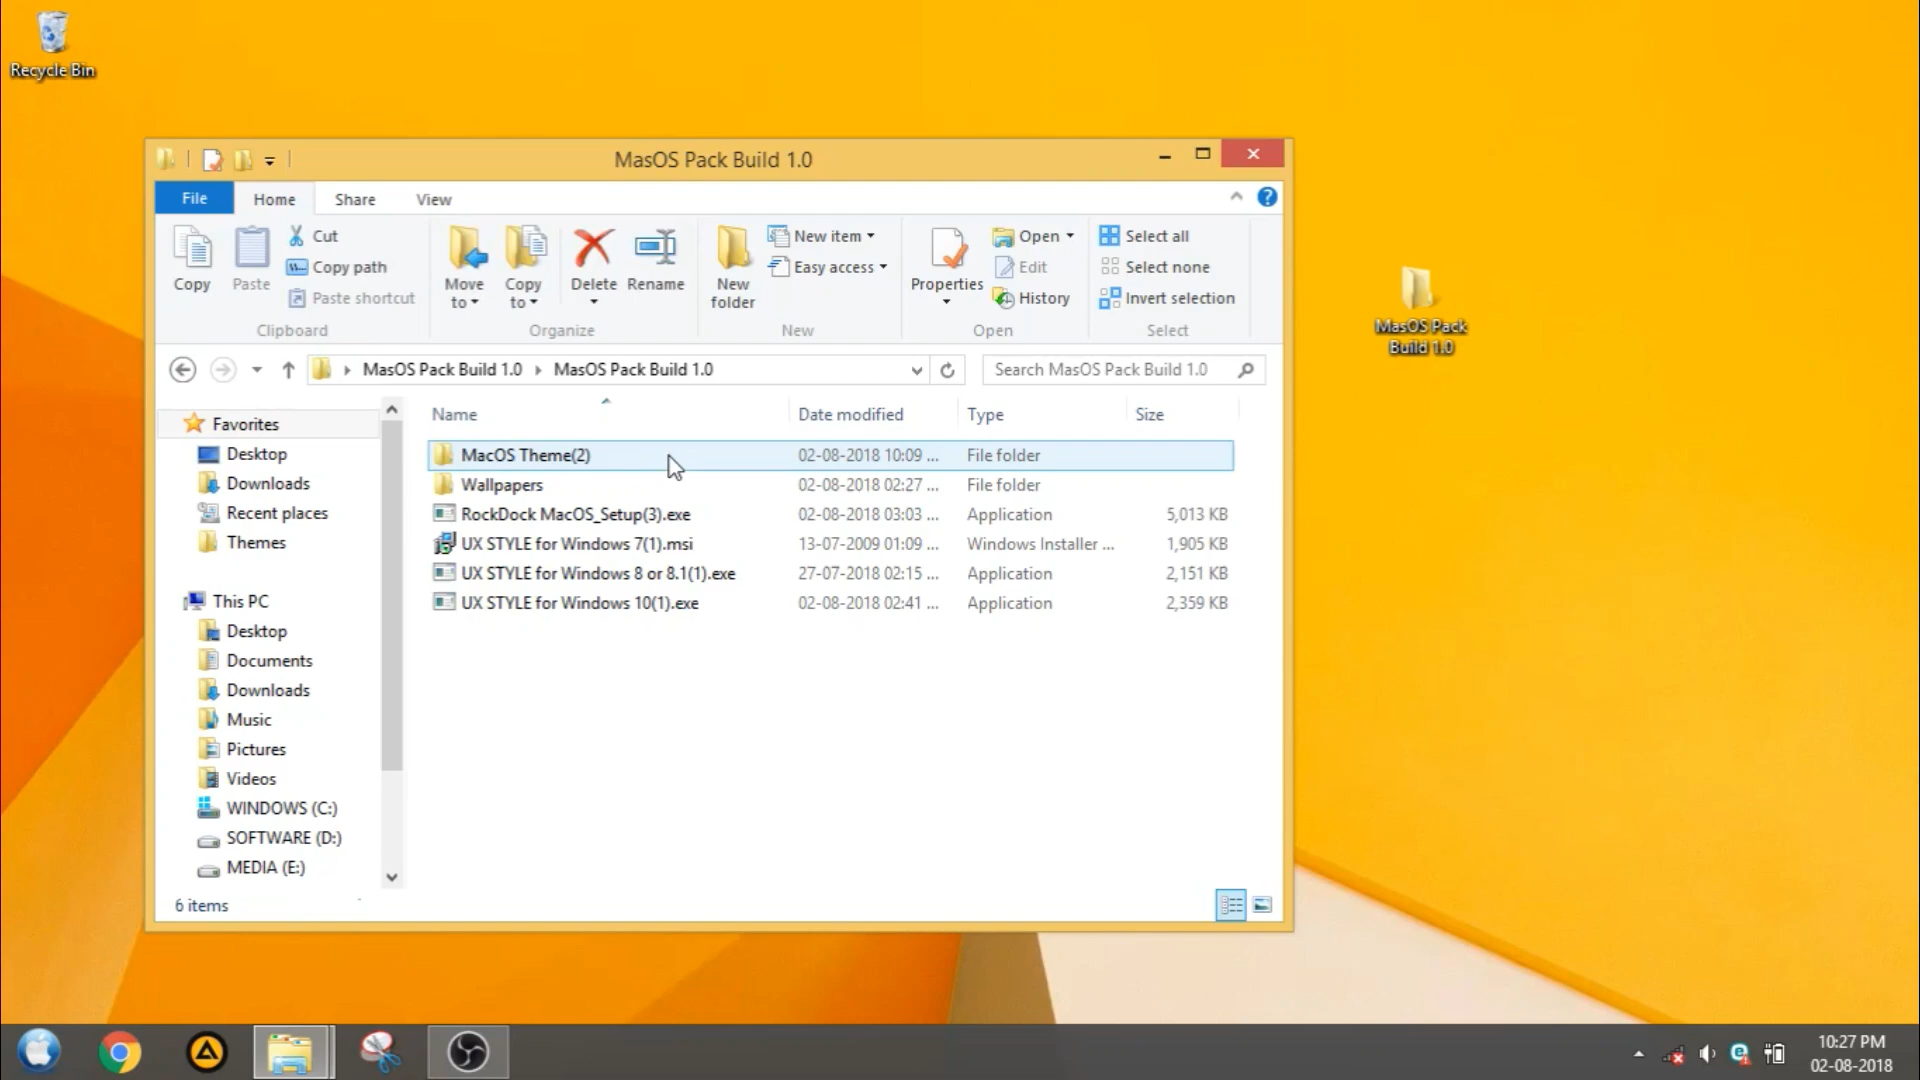 Recycle Bin
MasOS Pack Build 1.0
File Home Share View
Copy
Paste
Cut
Copy path
Paste shortcut
Clipboard
Move to
Copy to
Delete
Rename
Organize
New folder
New item
Easy access
New
Properties
Open
Edit
History
Open
Select all
Select none
Invert selection
Select
MasOS Pack Build 1.0 MasOS Pack Build 1.0
Search MasOS Pack Build 1.0
Favorites
Desktop
Downloads
Recent places
Themes
This PC
Desktop
Documents
Downloads
Music
Pictures
Videos
WINDOWS (C:)
SOFTWARE (D:)
MEDIA (E:)
Name Date modified Type Size
MacOS Theme(2) 02-08-2018 10:09 ... File folder
Wallpapers 02-08-2018 02:27 ... File folder
RockDock MacOS_Setup(3).exe 02-08-2018 03:03 ... Application 5,013 KB
UX STYLE for Windows 7(1).msi 13-07-2009 01:09 ... Windows Installer ... 1,905 KB
UX STYLE for Windows 8 or 8.1(1).exe 27-07-2018 02:15 ... Application 2,151 KB
UX STYLE for Windows 10(1).exe 02-08-2018 02:41 ... Application 2,359 KB
6 items
MasOS Pack
Build 1.0
10:27 PM
02-08-2018